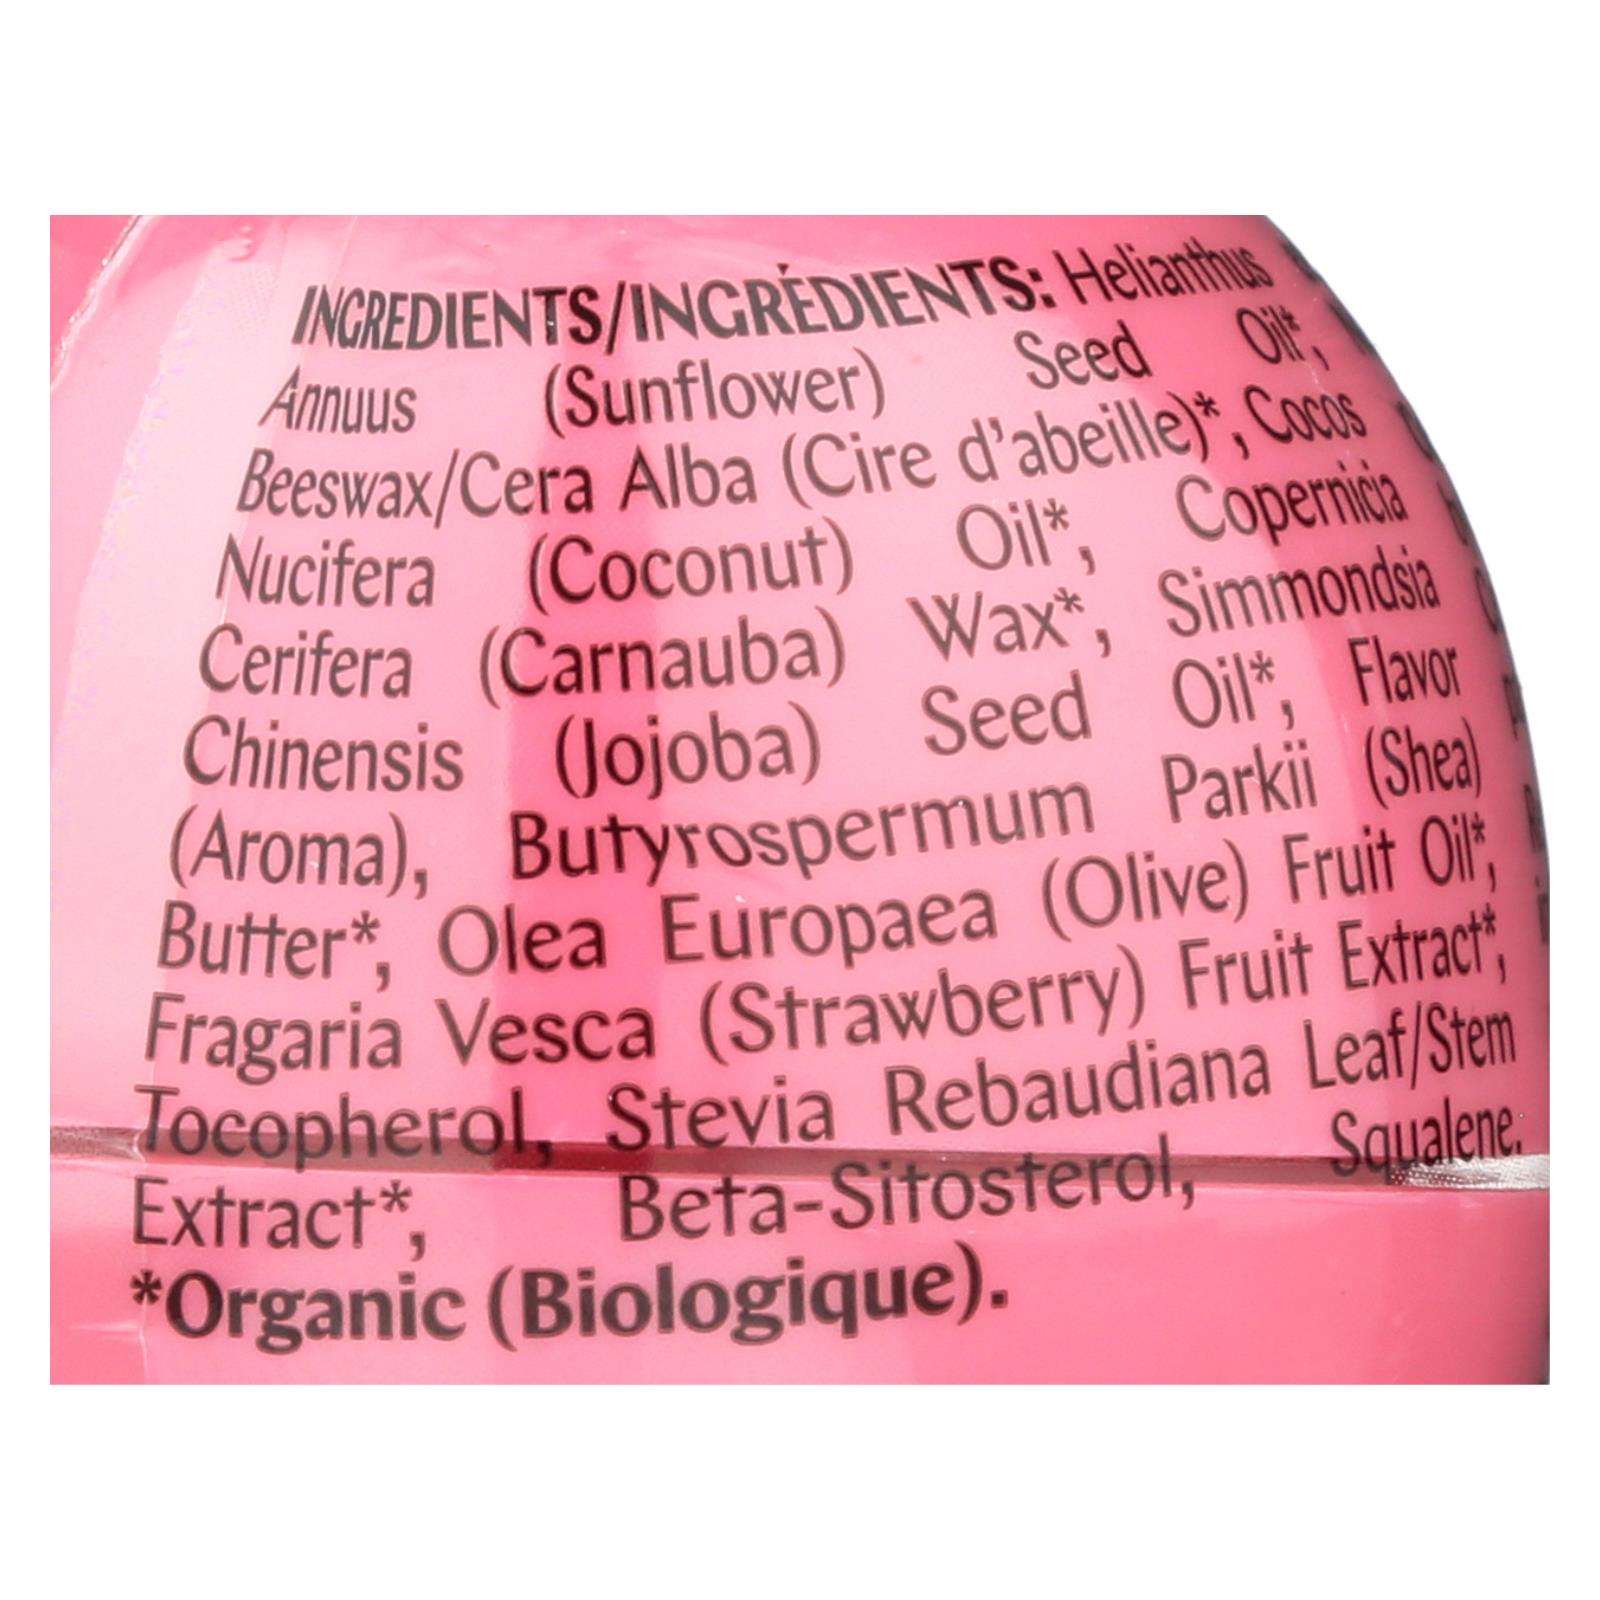 INGREDIENTS/INGRÉDIENTS: Helianthus
Annuus (Sunflower) Seed Oil*,
Beeswax/Cera Alba (Cire d'abeille)*, Cocos
Nucifera (Coconut) Oil*, Copernicia
Cerifera (Carnauba) Wax*, Simmondsia
Chinensis (Jojoba) Seed Oil*, Flavor
(Aroma), Butyrospermum Parkii (Shea)
Butter*, Olea Europaea (Olive) Fruit Oil*,
Fragaria Vesca (Strawberry) Fruit Extract*,
Tocopherol, Stevia Rebaudiana Leaf/Stem
Extract*, Beta-Sitosterol, Squalene.
*Organic (Biologique).